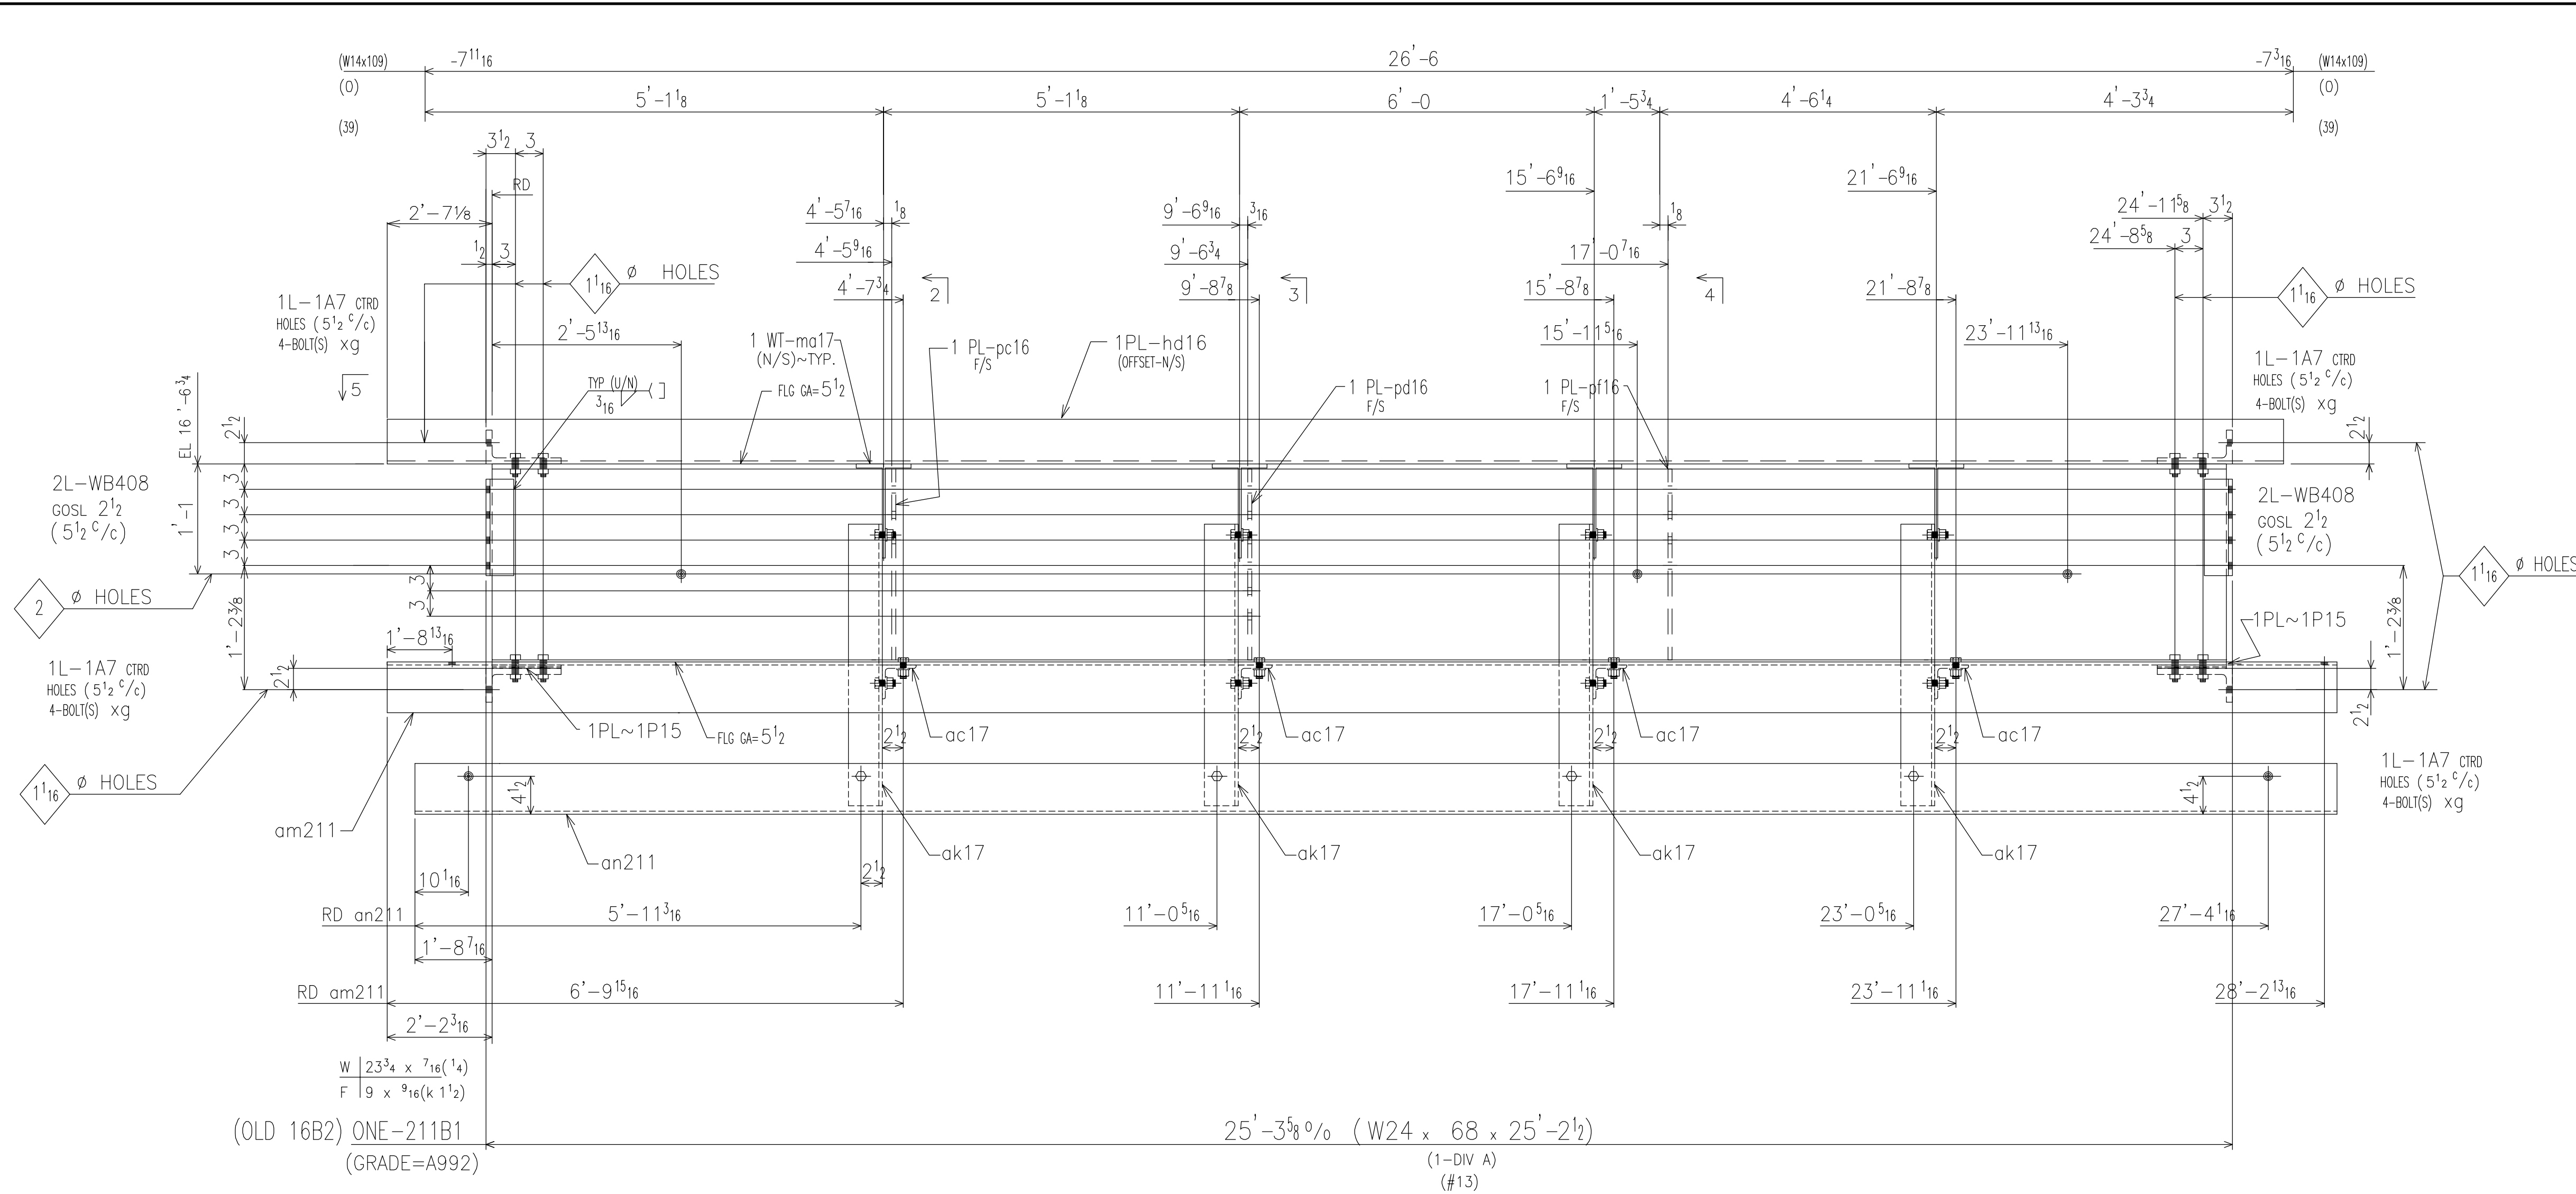 (W14x109) -7 11/16 26'-6 -7 3/16 (W14x109)
(0) (0)
5'-1 1/8 5'-1 1/8 6'-0 1'-5 3/4 4'-6 1/4 4'-3 3/4
(39) (39)
3 1/2 3
RD
15'-6 9/16 21'-6 9/16
2'-7 1/8 4'-5 7/16 1/8 9'-6 9/16 3/16 1/8 24'-11 5/8 3 1/2
1/2 3 4'-5 9/16 9'-6 3/4 17'-0 7/16 24'-8 5/8 3
1 1/16 Ø HOLES
4'-7 3/4 2 9'-8 7/8 3 15'-8 7/8 4 21'-8 7/8
1 1/16 Ø HOLES
1L-1A7 CTRD
HOLES (5 1/2 C/c)
4-BOLT(S) xg
2'-5 13/16
15'-11 5/16
23'-11 13/16
1 WT-ma17
(N/S)~TYP.
1 PL-pc16
F/S
1PL-hd16
(OFFSET-N/S)
1L-1A7 CTRD
HOLES (5 1/2 C/c)
4-BOLT(S) xg
5
TYP (U/N)
3/16
FLG GA=5 1/2
1 PL-pd16
F/S
1 PL-pf16
F/S
EL 16'-6 3/4
2 1/2
2 1/2
2L-WB408
GOSL 2 1/2
(5 1/2 C/c)
1'-1
3
3
3
3
3
3
2L-WB408
GOSL 2 1/2
(5 1/2 C/c)
2 Ø HOLES
1 1/16 Ø HOLES
1'-2 3/8
1'-8 13/16
1PL~1P15
1'-2 3/8
1L-1A7 CTRD
HOLES (5 1/2 C/c)
4-BOLT(S) xg
2 1/2
2 1/2
1PL~1P15
FLG GA=5 1/2
2 1/2 ac17 2 1/2 ac17 2 1/2 ac17 2 1/2 ac17
1L-1A7 CTRD
HOLES (5 1/2 C/c)
4-BOLT(S) xg
1 1/16 Ø HOLES
4 1/2 4 1/2
am211
an211 ak17 ak17 ak17 ak17
10 1/16 2 1/2
RD an211 5'-11 3/16 11'-0 5/16 17'-0 5/16 23'-0 5/16 27'-4 1/16
1'-8 7/16
RD am211 6'-9 15/16 11'-11 1/16 17'-11 1/16 23'-11 1/16 28'-2 13/16
2'-2 3/16
W 23 3/4 x 7/16(1/4)
F 9 x 9/16(k 1 1/2)
(OLD 16B2) ONE-211B1 25'-3 5/8 % (W24 x 68 x 25'-2 1/2)
(GRADE=A992) (1-DIV A)
(#13)